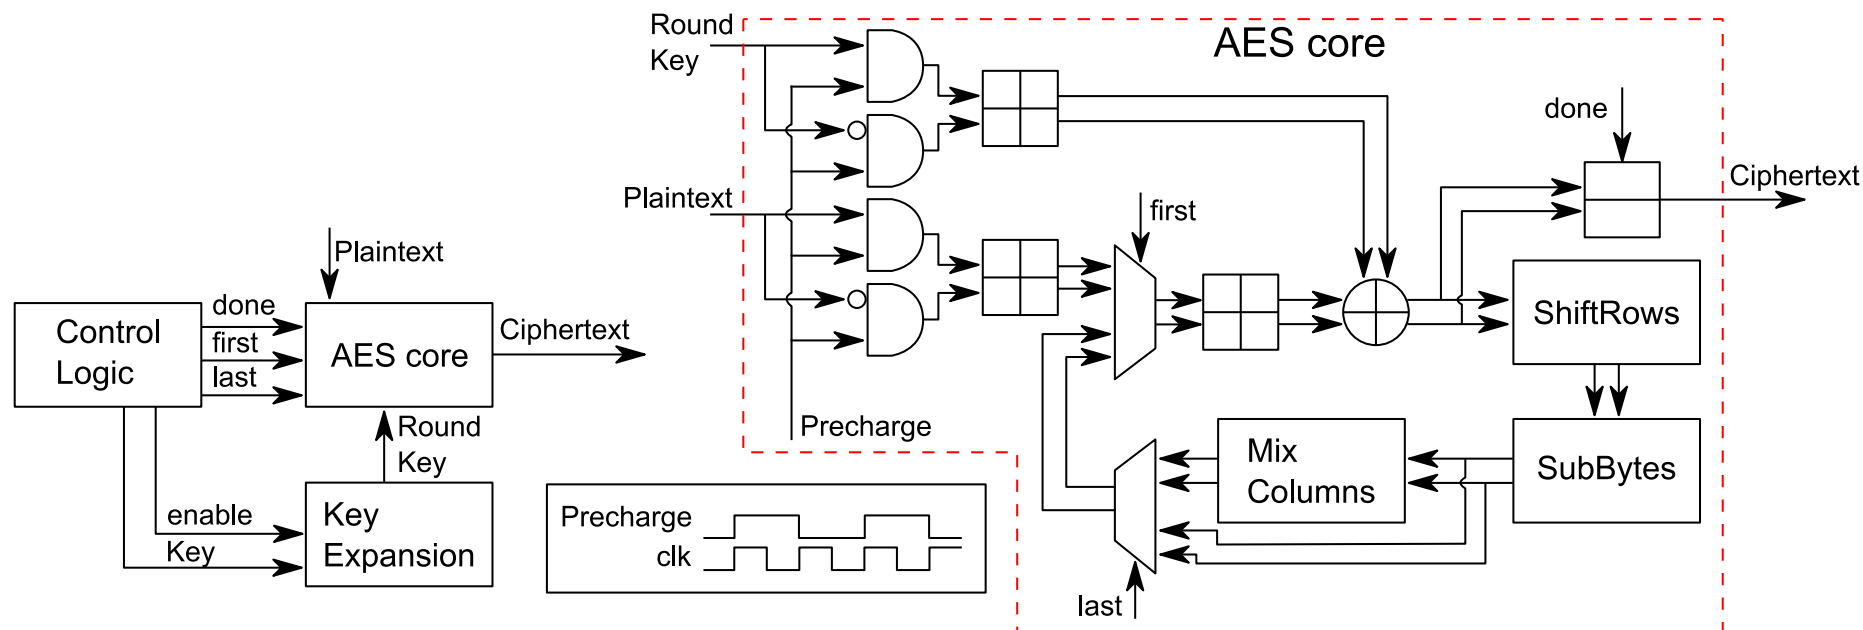 Plaintext
Control
Logic
done
first
last
AES core
Ciphertext
Round
Key
enable
Key
Key
Expansion
Round
Key
Plaintext
Precharge
AES core
first
done
Ciphertext
ShiftRows
SubBytes
Mix
Columns
last
Precharge
clk